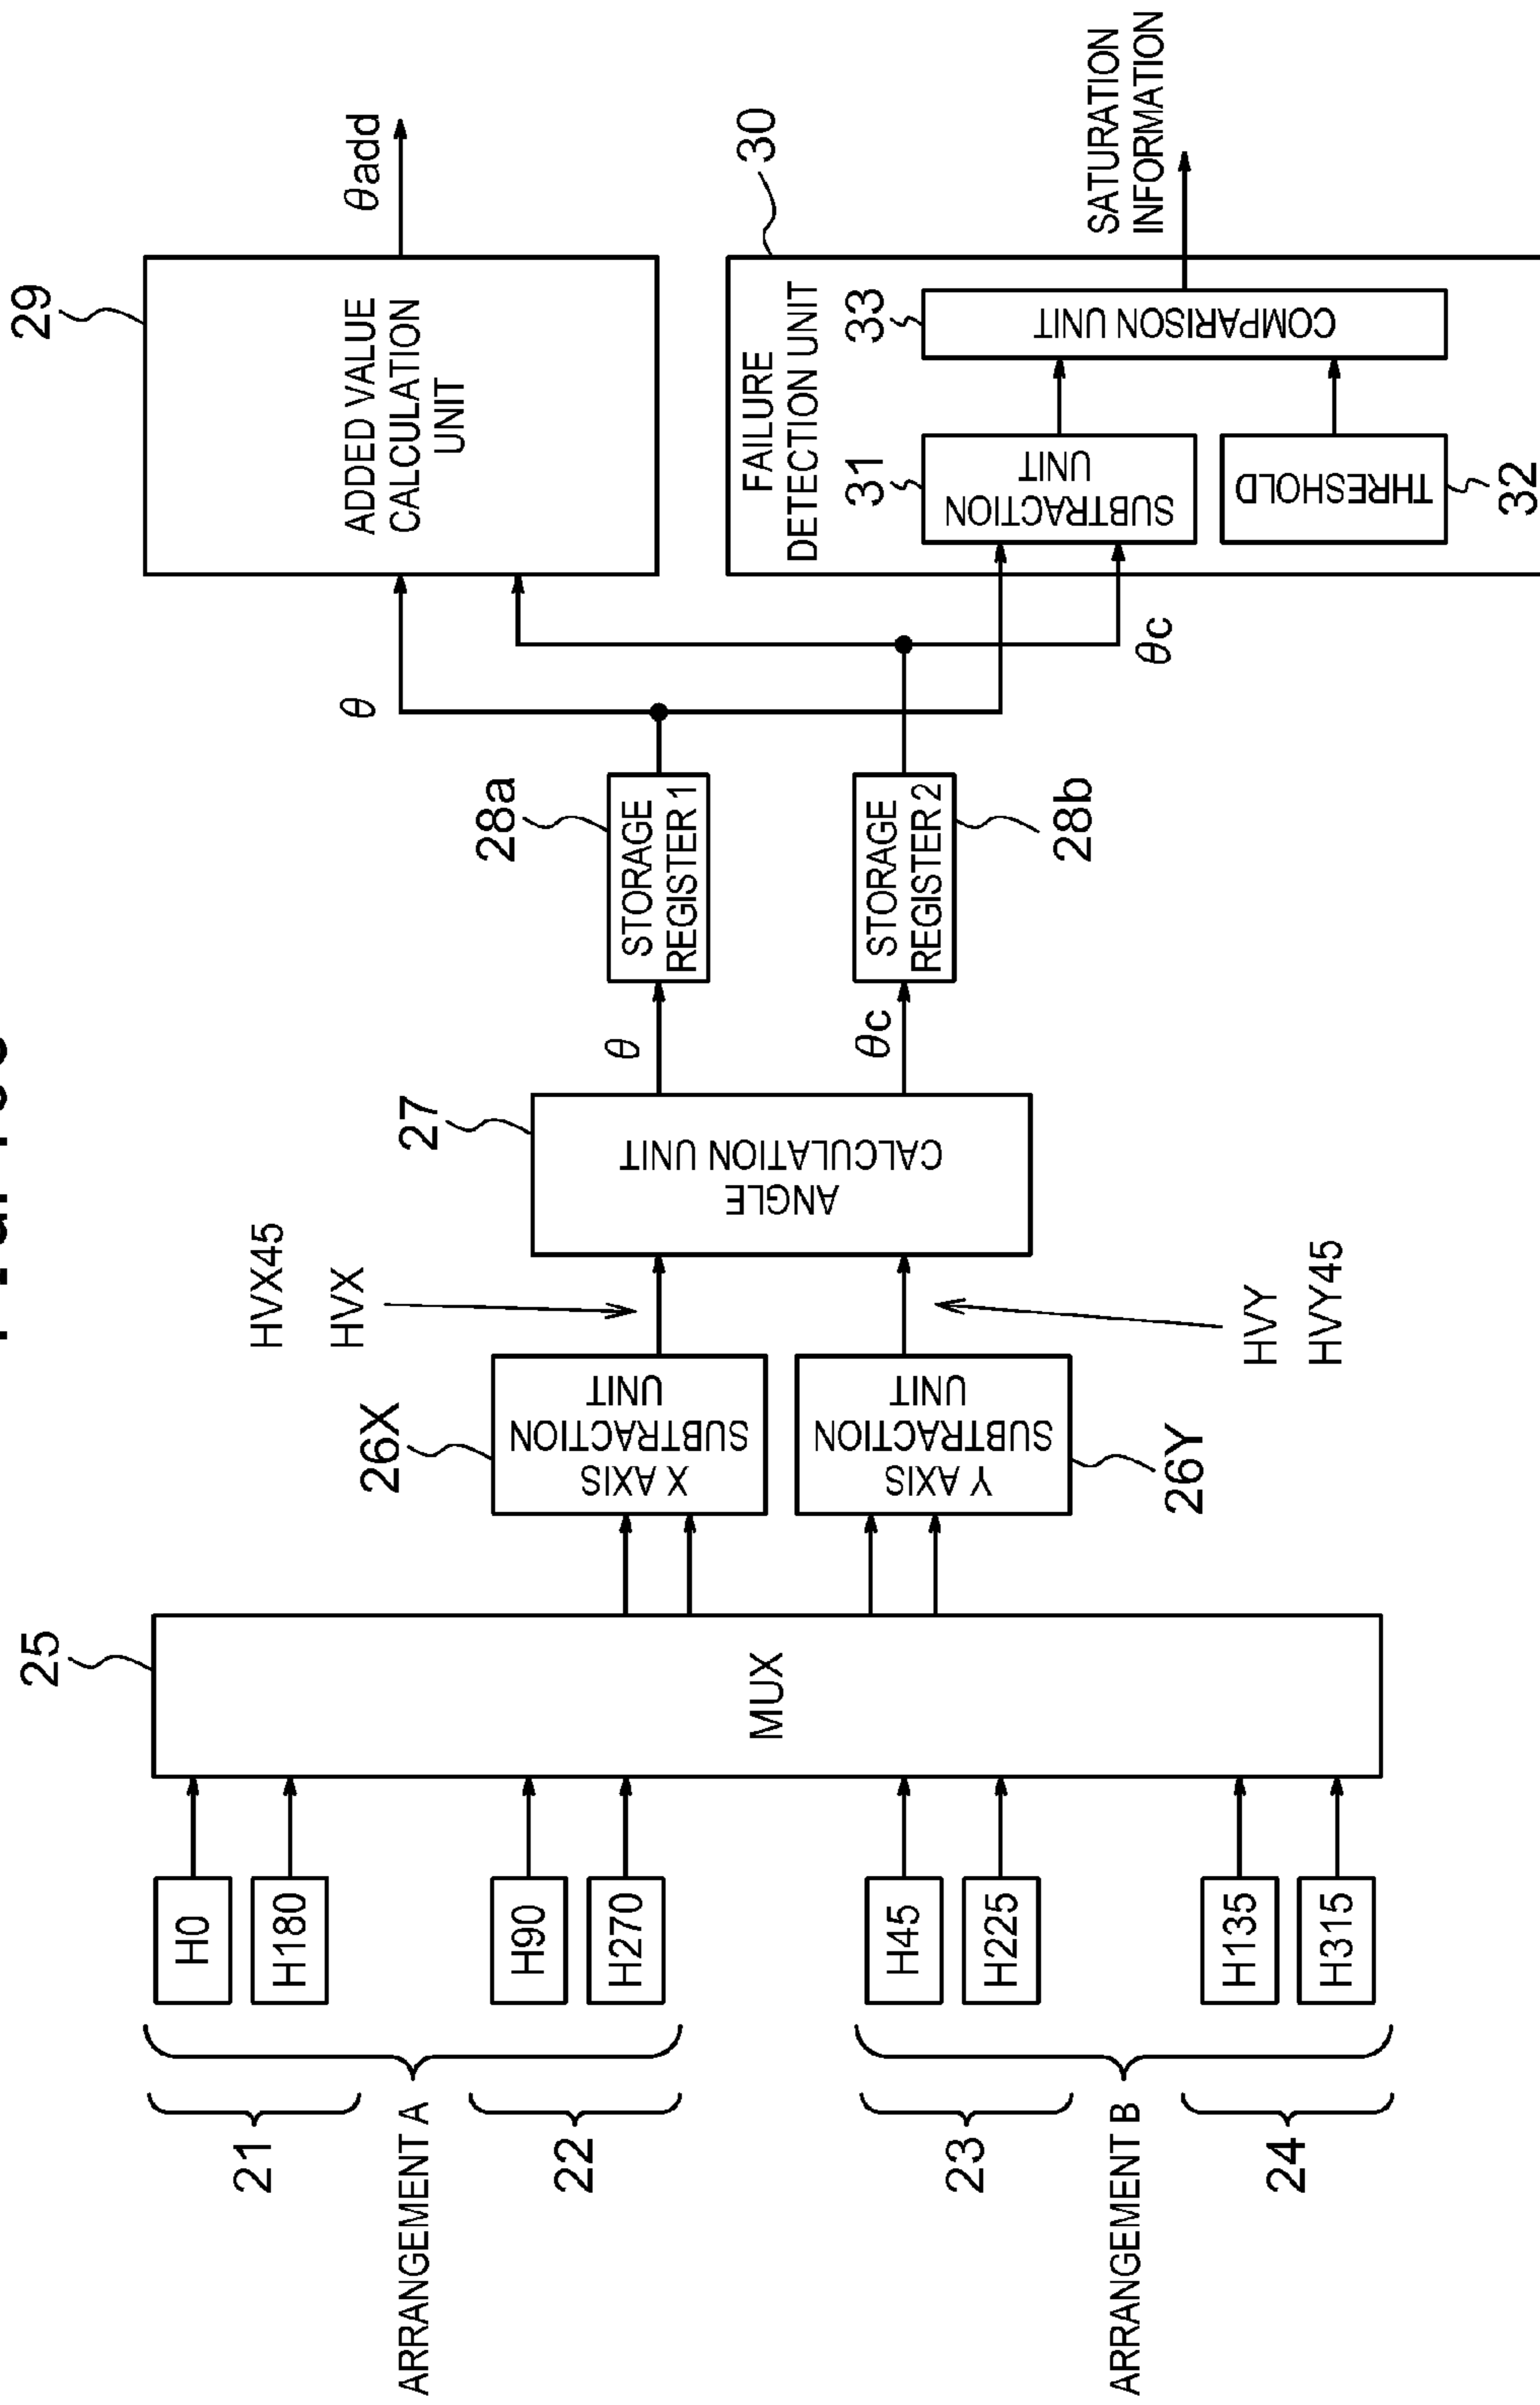 ARRANGEMENT A
21
22
ARRANGEMENT B
23
24
H0
H180
H90
H270
H45
H225
H135
H315
25
MUX
26X
X AXIS
SUBTRACTION
UNIT
26Y
Y AXIS
SUBTRACTION
UNIT
HVX45
HVX
HVY
HVY45
27
ANGLE
CALCULATION UNIT
θ
θc
28a
STORAGE
REGISTER 1
STORAGE
REGISTER 2
28b
θ
θc
29
ADDED VALUE
CALCULATION
UNIT
θadd
30
FAILURE
DETECTION UNIT
31
SUBTRACTION
UNIT
THRESHOLD
32
33
COMPARISON UNIT
SATURATION
INFORMATION